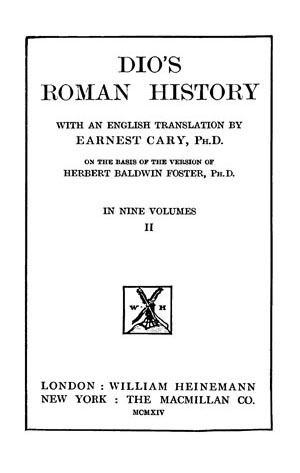 DIO'S
ROMAN HISTORY
WITH AN ENGLISH TRANSLATION BY
EARNEST CARY, PH.D.
ON THE BASIS OF THE VERSION OF
HERBERT BALDWIN FOSTER, PH.D.
IN NINE VOLUMES
II
W H
LONDON : WILLIAM HEINEMANN
NEW YORK : THE MACMILLAN CO.
MCMXIV